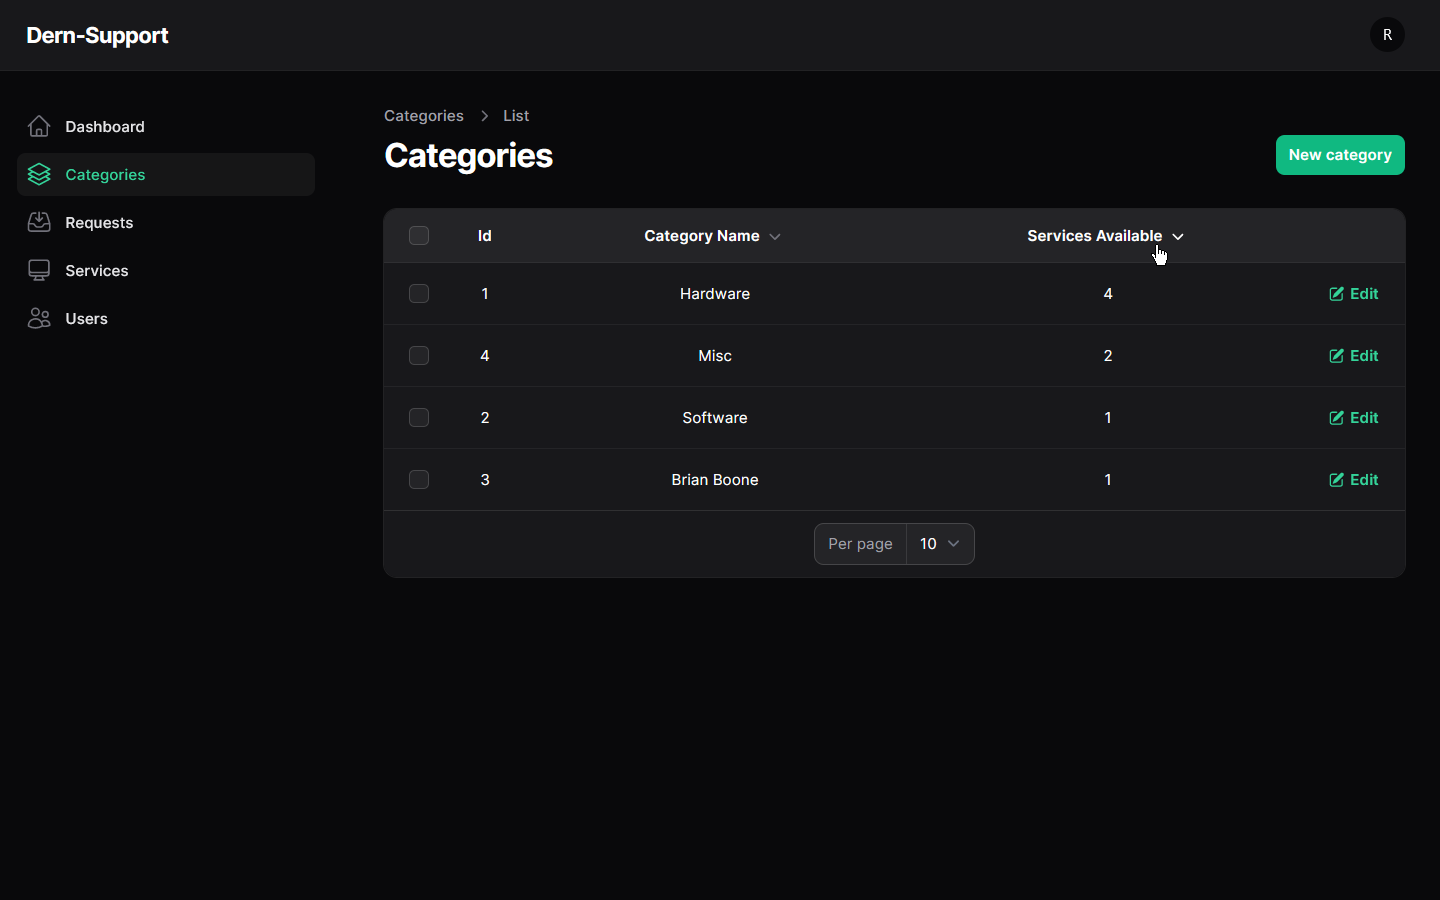 Dern-Support
R
Dashboard
Categories
Requests
Services
Users
Categories > List
Categories
New category
Id Category Name Services Available
1 Hardware 4 Edit
4 Misc 2 Edit
2 Software 1 Edit
3 Brian Boone 1 Edit
Per page 10